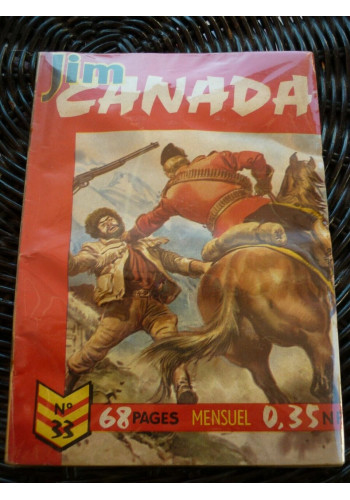 Jim
CANADA
N°
33
68 PAGES MENSUEL 0,35 NF